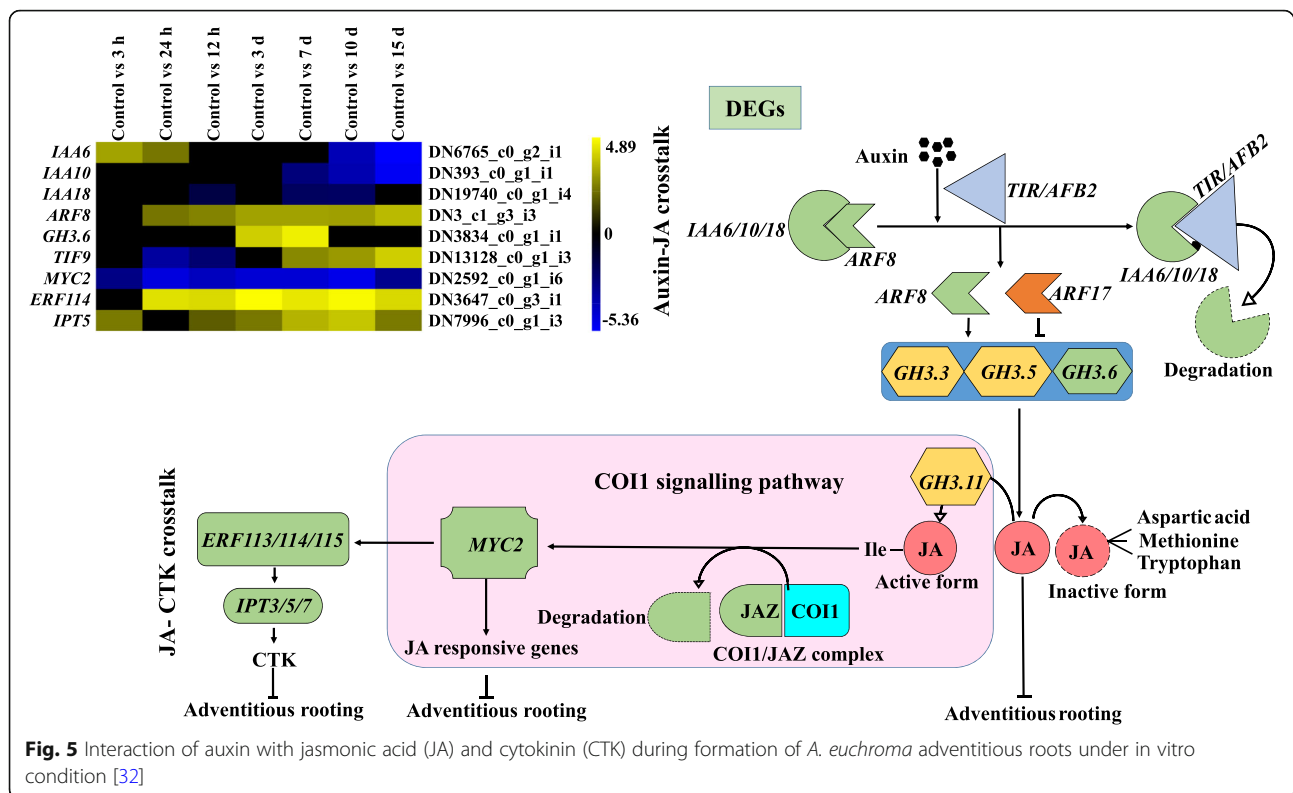 Control vs 3 h
Control vs 24 h
Control vs 12 h
Control vs 3 d
Control vs 7 d
Control vs 10 d
Control vs 15 d
IAA6
IAA10
IAA18
ARF8
GH3.6
TIF9
MYC2
ERF114
IPT5
DN6765_c0_g2_i1
DN393_c0_g1_i1
DN19740_c0_g1_i4
DN3_c1_g3_i3
DN3834_c0_g1_i1
DN13128_c0_g1_i3
DN2592_c0_g1_i6
DN3647_c0_g3_i1
DN7996_c0_g1_i3
4.89
0
-5.36
Auxin-JA crosstalk
DEGs
Auxin
TIR/AFB2
IAA6/10/18
ARF8
TIR/AFB2
IAA6/10/18
Degradation
ARF8
ARF17
GH3.3
GH3.5
GH3.6
COI1 signalling pathway
GH3.11
Ile
JA
Active form
JA
JA
Inactive form
Aspartic acid
Methionine
Tryptophan
JAZ
COI1
COI1/JAZ complex
Degradation
MYC2
JA responsive genes
Adventitious rooting
Adventitious rooting
JA- CTK crosstalk
ERF113/114/115
IPT3/5/7
CTK
Adventitious rooting
Fig. 5 Interaction of auxin with jasmonic acid (JA) and cytokinin (CTK) during formation of A. euchroma adventitious roots under in vitro
condition [32]